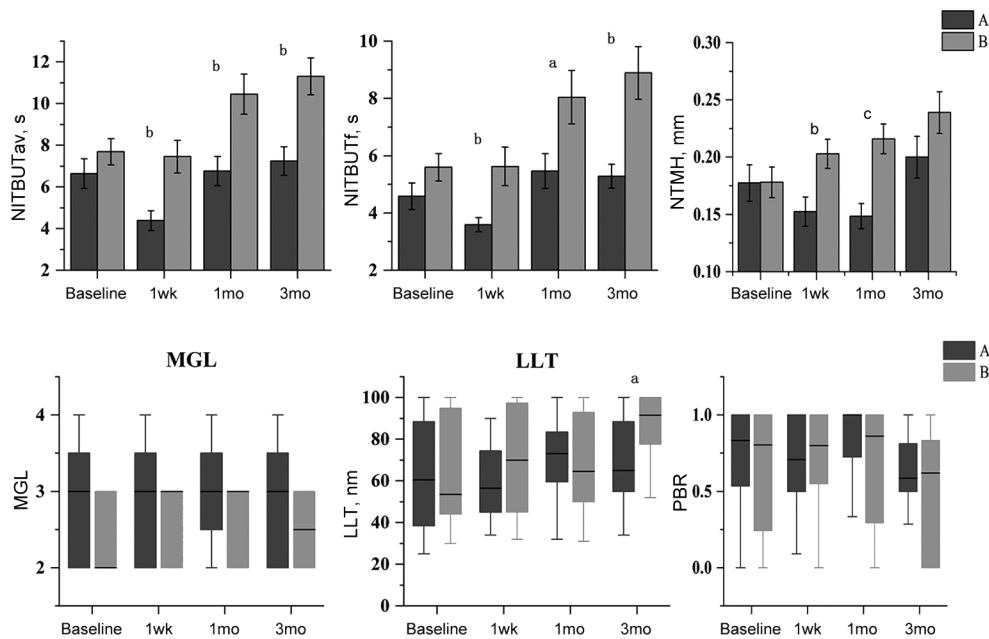 A
B
NITBUTav, s
12
10
8
6
4
2
b
b
b
Baseline 1wk 1mo 3mo
NITBUTf, s
10
8
6
4
2
b
a
b
Baseline 1wk 1mo 3mo
NTMH, mm
0.30
0.25
0.20
0.15
0.10
b
c
Baseline 1wk 1mo 3mo
MGL
MGL
4
3
2
Baseline 1wk 1mo 3mo
LLT
LLT, nm
100
80
60
40
20
0
a
Baseline 1wk 1mo 3mo
A
B
PBR
1.0
0.5
0.0
Baseline 1wk 1mo 3mo